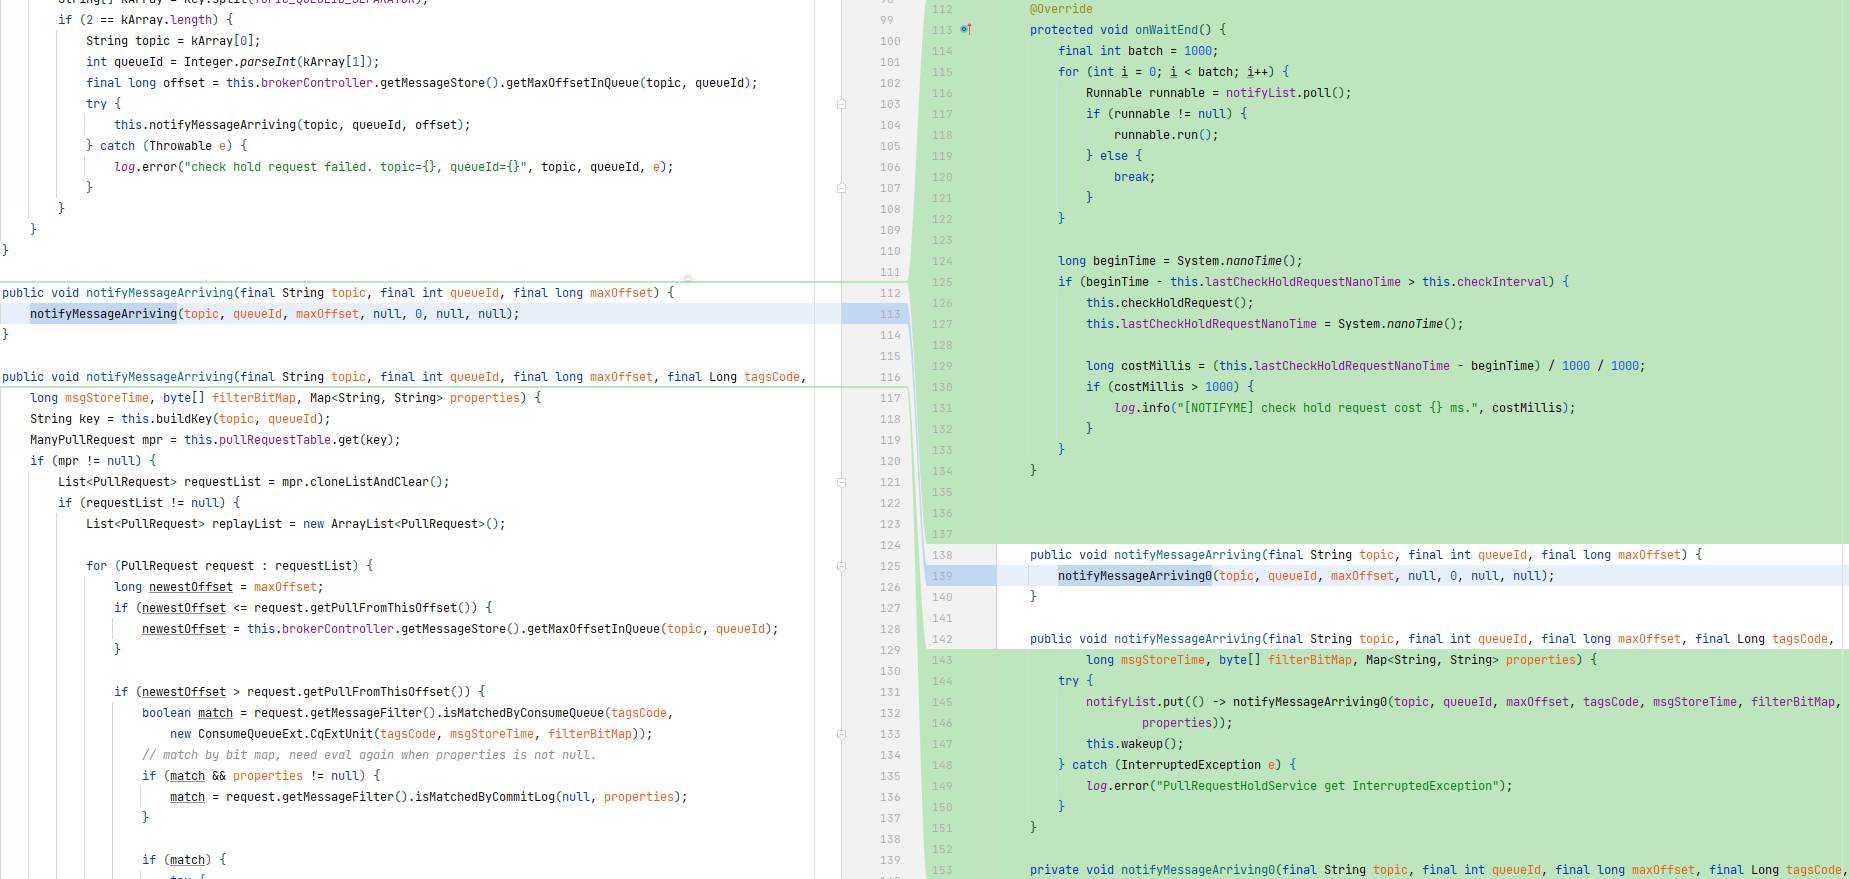 String[] kArray = key.split(TOPIC_QUEUEID_SEPARATOR); 98
if (2 == kArray.length) { 99
String topic = kArray[0]; 100
int queueId = Integer.parseInt(kArray[1]); 101
final long offset = this.brokerController.getMessageStore().getMaxOffsetInQueue(topic, queueId); 102
try { 103
this.notifyMessageArriving(topic, queueId, offset); 104
} catch (Throwable e) { 105
log.error("check hold request failed. topic={}, queueId={}", topic, queueId, e); 106
} 107
} 108
} 109
} 110
111
public void notifyMessageArriving(final String topic, final int queueId, final long maxOffset) { 112
notifyMessageArriving(topic, queueId, maxOffset, null, 0, null, null); 113
} 114
115
public void notifyMessageArriving(final String topic, final int queueId, final long maxOffset, final Long tagsCode, 116
long msgStoreTime, byte[] filterBitMap, Map<String, String> properties) { 117
String key = this.buildKey(topic, queueId); 118
ManyPullRequest mpr = this.pullRequestTable.get(key); 119
if (mpr != null) { 120
List<PullRequest> requestList = mpr.cloneListAndClear(); 121
if (requestList != null) { 122
List<PullRequest> replayList = new ArrayList<PullRequest>(); 123
124
for (PullRequest request : requestList) { 125
long newestOffset = maxOffset; 126
if (newestOffset <= request.getPullFromThisOffset()) { 127
newestOffset = this.brokerController.getMessageStore().getMaxOffsetInQueue(topic, queueId); 128
} 129
130
if (newestOffset > request.getPullFromThisOffset()) { 131
boolean match = request.getMessageFilter().isMatchedByConsumeQueue(tagsCode, 132
new ConsumeQueueExt.CqExtUnit(tagsCode, msgStoreTime, filterBitMap)); 133
// match by bit map, need eval again when properties is not null. 134
if (match && properties != null) { 135
match = request.getMessageFilter().isMatchedByCommitLog(null, properties); 136
} 137
138
if (match) { 139
try { 140
112 @Override
113 protected void onWaitEnd() {
114 final int batch = 1000;
115 for (int i = 0; i < batch; i++) {
116 Runnable runnable = notifyList.poll();
117 if (runnable != null) {
118 runnable.run();
119 } else {
120 break;
121 }
122 }
123
124 long beginTime = System.nanoTime();
125 if (beginTime - this.lastCheckHoldRequestNanoTime > this.checkInterval) {
126 this.checkHoldRequest();
127 this.lastCheckHoldRequestNanoTime = System.nanoTime();
128
129 long costMillis = (this.lastCheckHoldRequestNanoTime - beginTime) / 1000 / 1000;
130 if (costMillis > 1000) {
131 log.info("[NOTIFYME] check hold request cost {} ms.", costMillis);
132 }
133 }
134 }
135
136
137
138 public void notifyMessageArriving(final String topic, final int queueId, final long maxOffset) {
139 notifyMessageArriving0(topic, queueId, maxOffset, null, 0, null, null);
140 }
141
142 public void notifyMessageArriving(final String topic, final int queueId, final long maxOffset, final Long tagsCode,
143 long msgStoreTime, byte[] filterBitMap, Map<String, String> properties) {
144 try {
145 notifyList.put(() -> notifyMessageArriving0(topic, queueId, maxOffset, tagsCode, msgStoreTime, filterBitMap,
146 properties));
147 this.wakeup();
148 } catch (InterruptedException e) {
149 log.error("PullRequestHoldService get InterruptedException");
150 }
151 }
152
153 private void notifyMessageArriving0(final String topic, final int queueId, final long maxOffset, final Long tagsCode,